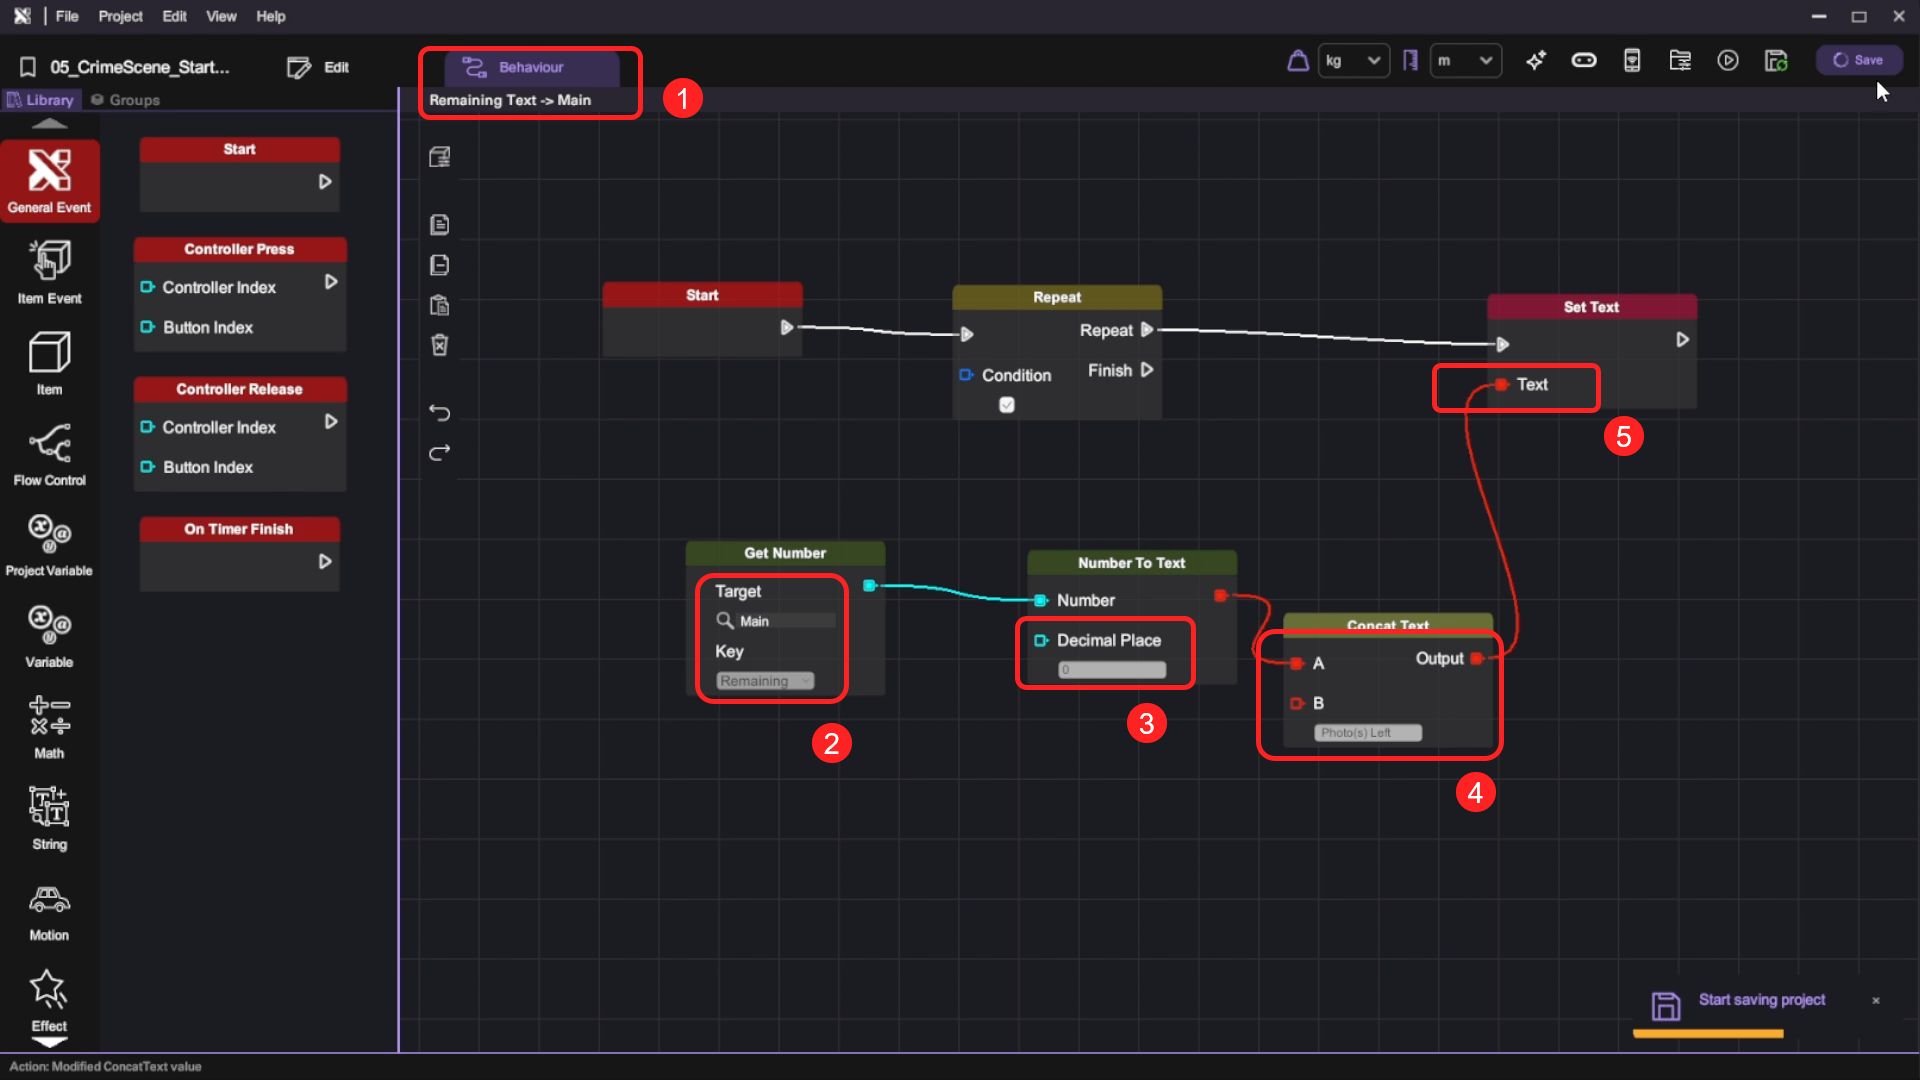 File Project Edit View Help
05_CrimeScene_Start... Edit
Behaviour
kg m Save
Library Groups
Remaining Text -> Main
1
General Event
Item Event
Item
Flow Control
Project Variable
Variable
Math
String
Motion
Effect
Start
Controller Press
Controller Index
Button Index
Controller Release
Controller Index
Button Index
On Timer Finish
Start
Repeat
Repeat
Condition
Finish
Set Text
Text
5
Get Number
Target
Main
Key
Remaining
2
Number To Text
Number
Decimal Place
0
3
Concat Text
A Output
B
Photo(s) Left
4
Start saving project ×
Action: Modified ConcatText value